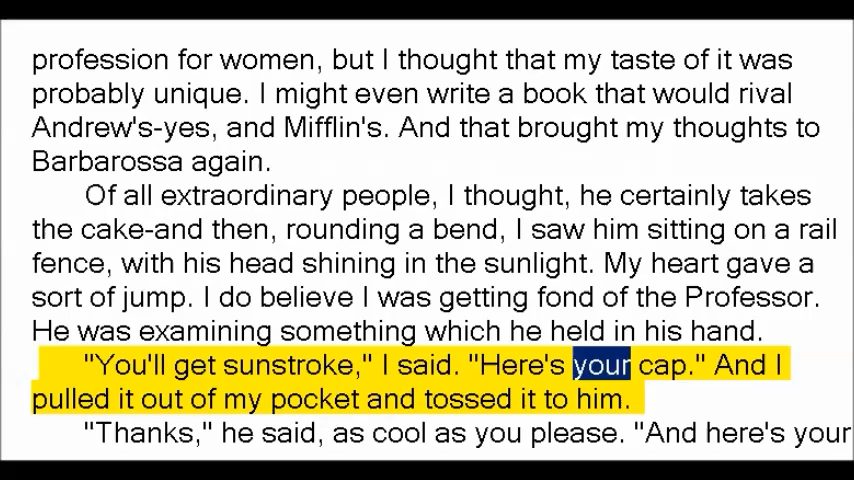 profession for women, but I thought that my taste of it was
probably unique. I might even write a book that would rival
Andrew's-yes, and Mifflin's. And that brought my thoughts to
Barbarossa again.
Of all extraordinary people, I thought, he certainly takes
the cake-and then, rounding a bend, I saw him sitting on a rail
fence, with his head shining in the sunlight. My heart gave a
sort of jump. I do believe I was getting fond of the Professor.
He was examining something which he held in his hand.
"You'll get sunstroke," I said. "Here's your cap." And I
pulled it out of my pocket and tossed it to him.
"Thanks," he said, as cool as you please. "And here's your